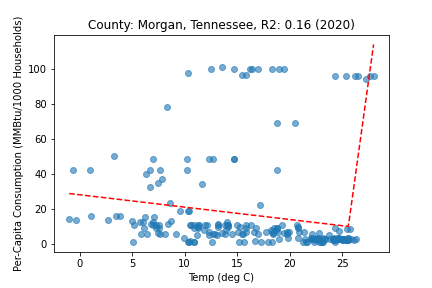 County: Morgan, Tennessee, R2: 0.16 (2020)
Per-Capita Consumption (MMBtu/1000 Households)
100
80
60
40
20
0
0 5 10 15 20 25
Temp (deg C)